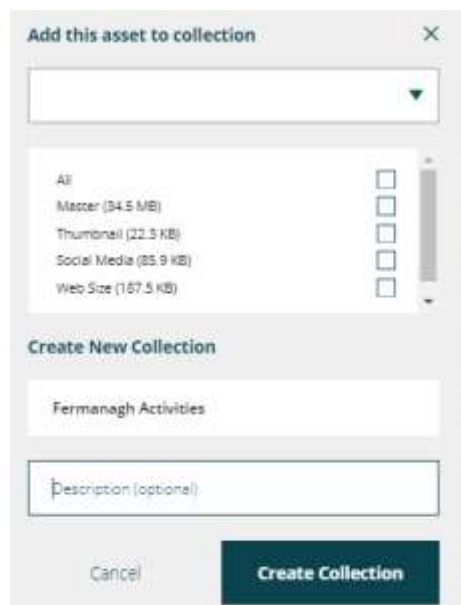 Add this asset to collection
All
Master (34.5 MB)
Thumbnail (22.3 KB)
Social Media (85.9 KB)
Web Size (187.5 KB)
Create New Collection
Fermanagh Activities
Description (optional)
Cancel
Create Collection